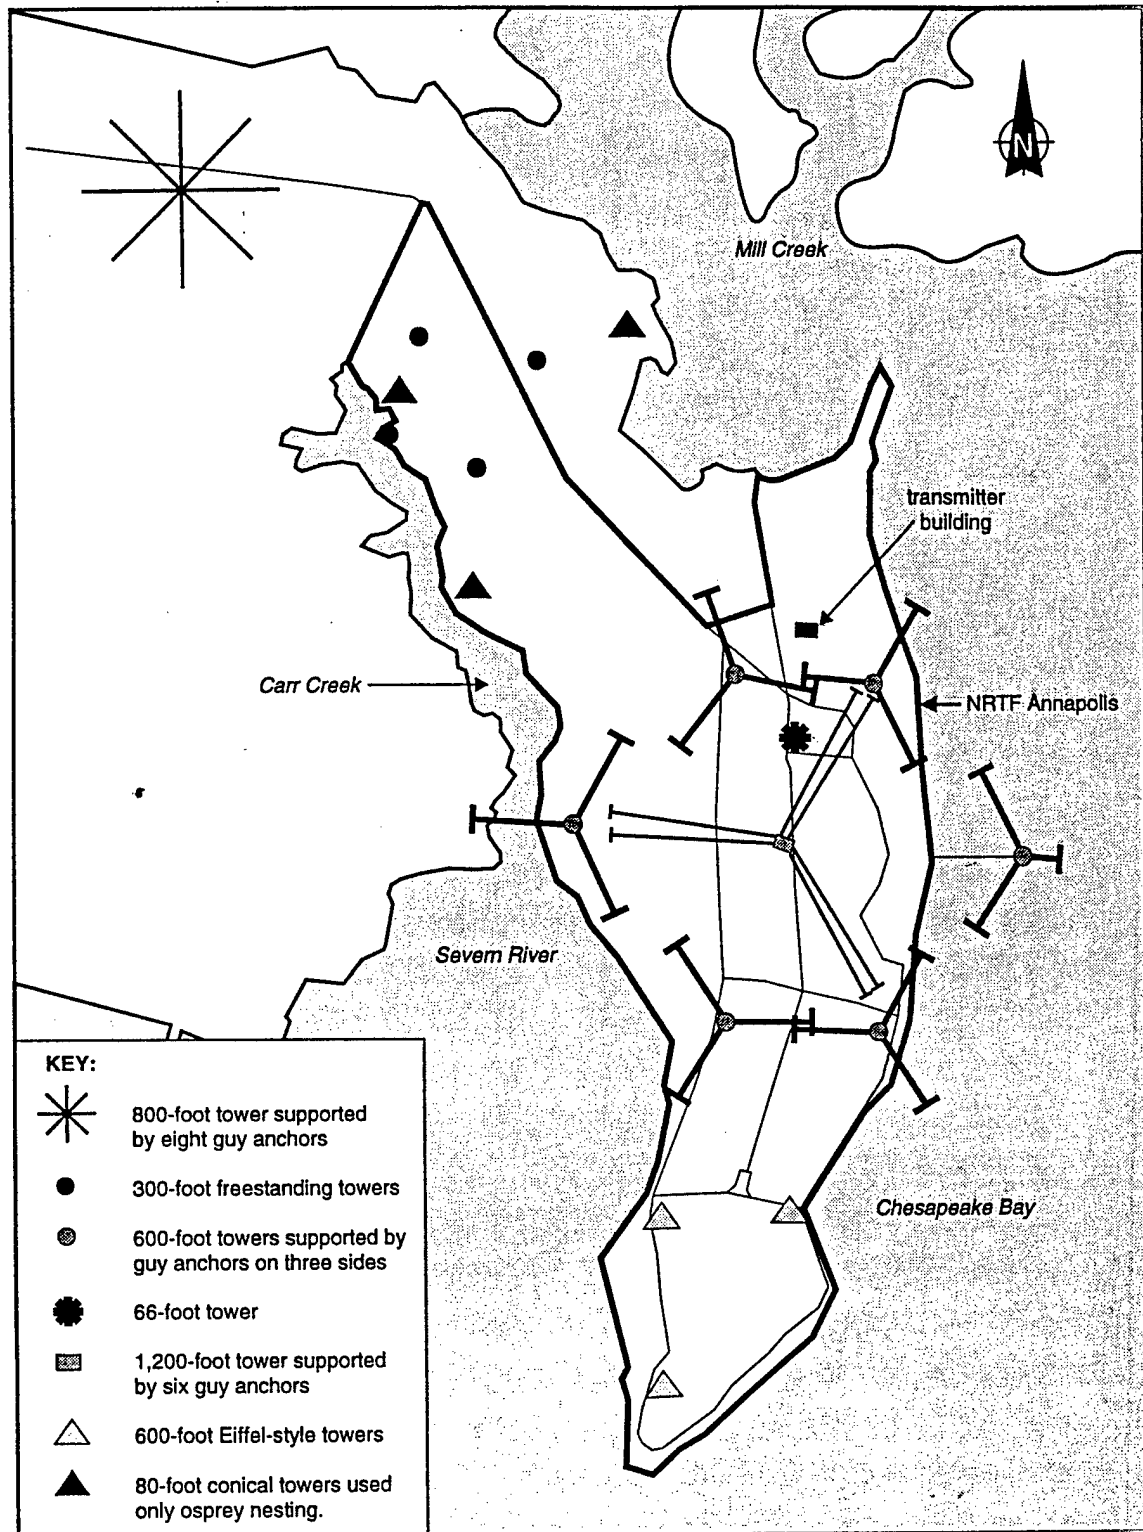 N
Mill Creek
transmitter
building
Carr Creek
NRTF Annapolis
Severn River
Chesapeake Bay
KEY:
800-foot tower supported
by eight guy anchors
300-foot freestanding towers
600-foot towers supported by
guy anchors on three sides
66-foot tower
1,200-foot tower supported
by six guy anchors
600-foot Eiffel-style towers
80-foot conical towers used
only osprey nesting.